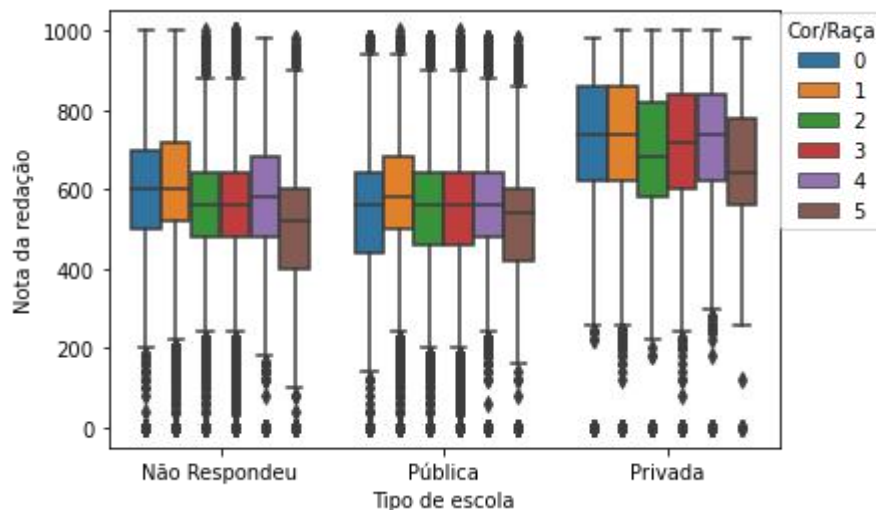 Nota da redação
1000
800
600
400
200
0
Não Respondeu
Pública
Privada
Tipo de escola
Cor/Raça
0
1
2
3
4
5